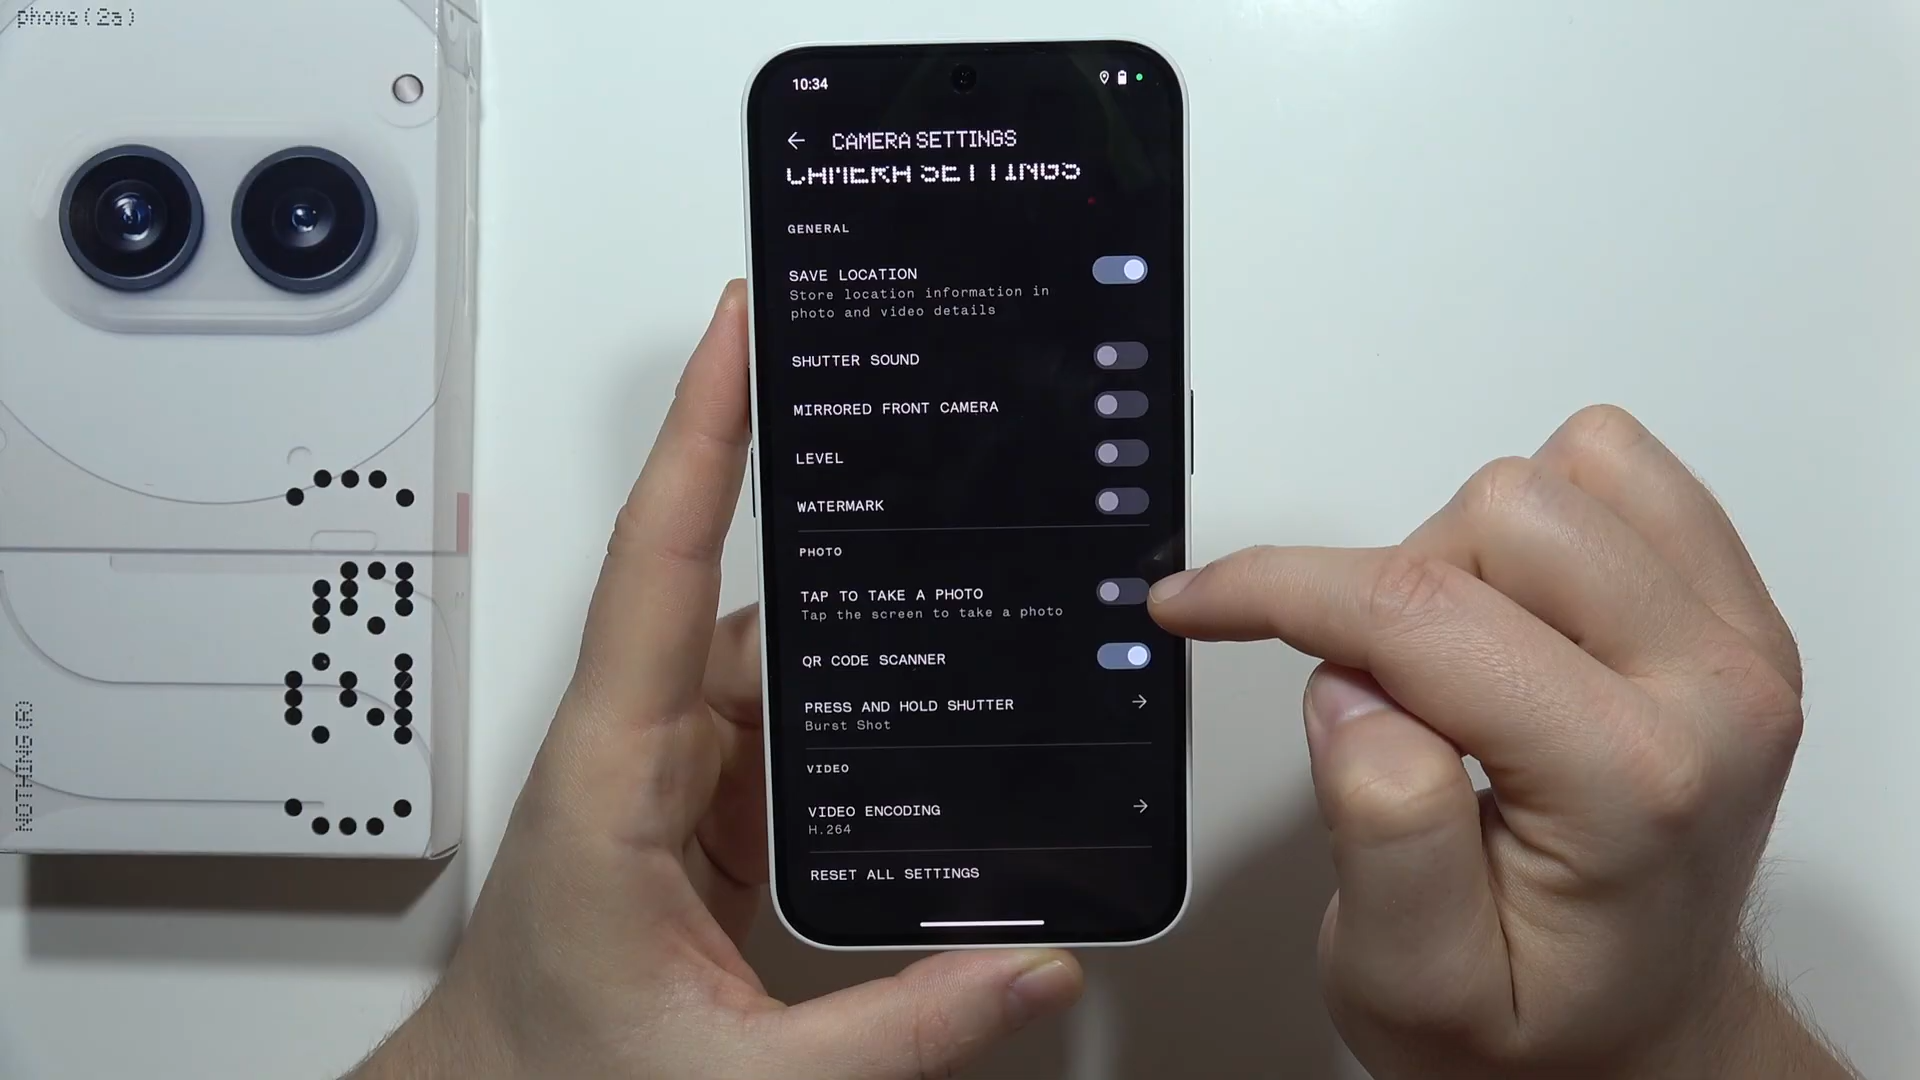 phone(2a)
NOTHING (R)
10:34
CAMERA SETTINGS
CAMERA SETTINGS
GENERAL
SAVE LOCATION
Store location information in
photo and video details
SHUTTER SOUND
MIRRORED FRONT CAMERA
LEVEL
WATERMARK
PHOTO
TAP TO TAKE A PHOTO
Tap the screen to take a photo
QR CODE SCANNER
PRESS AND HOLD SHUTTER
Burst Shot
VIDEO
VIDEO ENCODING
H.264
RESET ALL SETTINGS